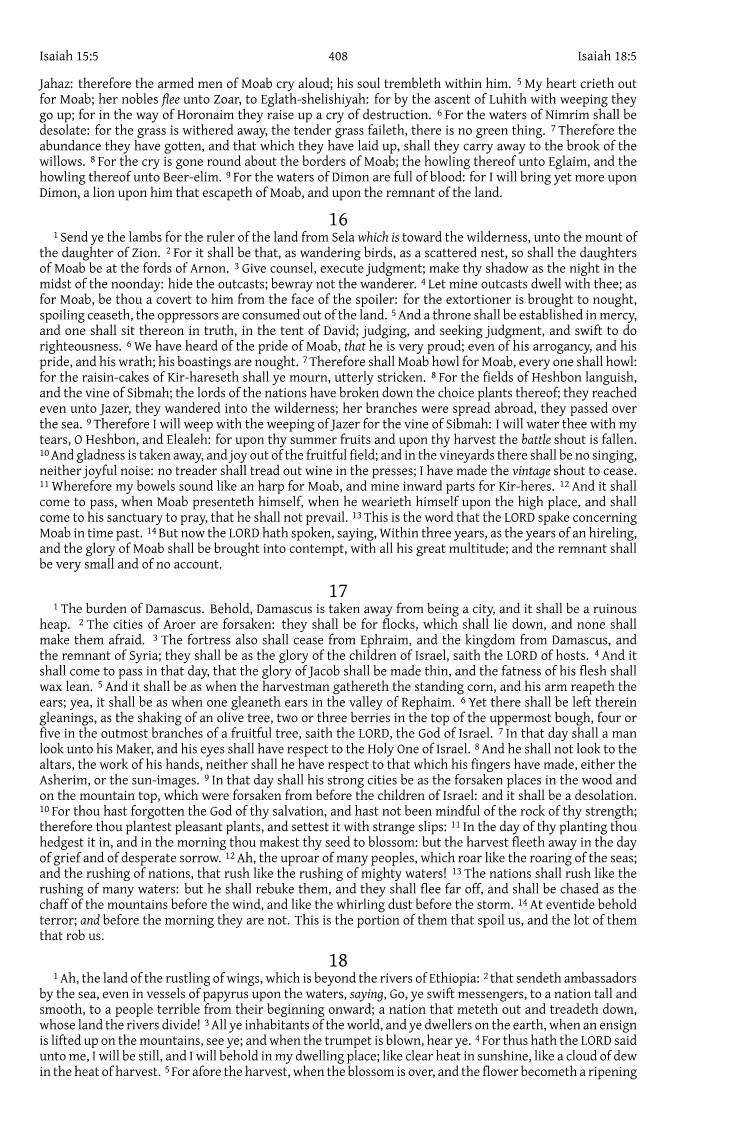 Isaiah 15:5 408 Isaiah 18:5
Jahaz: therefore the armed men of Moab cry aloud; his soul trembleth within him. 5 My heart crieth out
for Moab; her nobles flee unto Zoar, to Eglath-shelishiyah: for by the ascent of Luhith with weeping they
go up; for in the way of Horonaim they raise up a cry of destruction. 6 For the waters of Nimrim shall be
desolate: for the grass is withered away, the tender grass faileth, there is no green thing. 7 Therefore the
abundance they have gotten, and that which they have laid up, shall they carry away to the brook of the
willows. 8 For the cry is gone round about the borders of Moab; the howling thereof unto Eglaim, and the
howling thereof unto Beer-elim. 9 For the waters of Dimon are full of blood: for I will bring yet more upon
Dimon, a lion upon him that escapeth of Moab, and upon the remnant of the land.
16
1 Send ye the lambs for the ruler of the land from Sela which is toward the wilderness, unto the mount of
the daughter of Zion. 2 For it shall be that, as wandering birds, as a scattered nest, so shall the daughters
of Moab be at the fords of Arnon. 3 Give counsel, execute judgment; make thy shadow as the night in the
midst of the noonday: hide the outcasts; bewray not the wanderer. 4 Let mine outcasts dwell with thee; as
for Moab, be thou a covert to him from the face of the spoiler: for the extortioner is brought to nought,
spoiling ceaseth, the oppressors are consumed out of the land. 5 And a throne shall be established in mercy,
and one shall sit thereon in truth, in the tent of David; judging, and seeking judgment, and swift to do
righteousness. 6 We have heard of the pride of Moab, that he is very proud; even of his arrogancy, and his
pride, and his wrath; his boastings are nought. 7 Therefore shall Moab howl for Moab, every one shall howl:
for the raisin-cakes of Kir-hareseth shall ye mourn, utterly stricken. 8 For the fields of Heshbon languish,
and the vine of Sibmah; the lords of the nations have broken down the choice plants thereof; they reached
even unto Jazer, they wandered into the wilderness; her branches were spread abroad, they passed over
the sea. 9 Therefore I will weep with the weeping of Jazer for the vine of Sibmah: I will water thee with my
tears, O Heshbon, and Elealeh: for upon thy summer fruits and upon thy harvest the battle shout is fallen.
10 And gladness is taken away, and joy out of the fruitful field; and in the vineyards there shall be no singing,
neither joyful noise: no treader shall tread out wine in the presses; I have made the vintage shout to cease.
11 Wherefore my bowels sound like an harp for Moab, and mine inward parts for Kir-heres. 12 And it shall
come to pass, when Moab presenteth himself, when he wearieth himself upon the high place, and shall
come to his sanctuary to pray, that he shall not prevail. 13 This is the word that the LORD spake concerning
Moab in time past. 14 But now the LORD hath spoken, saying, Within three years, as the years of an hireling,
and the glory of Moab shall be brought into contempt, with all his great multitude; and the remnant shall
be very small and of no account.
17
1 The burden of Damascus. Behold, Damascus is taken away from being a city, and it shall be a ruinous
heap. 2 The cities of Aroer are forsaken: they shall be for flocks, which shall lie down, and none shall
make them afraid. 3 The fortress also shall cease from Ephraim, and the kingdom from Damascus, and
the remnant of Syria; they shall be as the glory of the children of Israel, saith the LORD of hosts. 4 And it
shall come to pass in that day, that the glory of Jacob shall be made thin, and the fatness of his flesh shall
wax lean. 5 And it shall be as when the harvestman gathereth the standing corn, and his arm reapeth the
ears; yea, it shall be as when one gleaneth ears in the valley of Rephaim. 6 Yet there shall be left therein
gleanings, as the shaking of an olive tree, two or three berries in the top of the uppermost bough, four or
five in the outmost branches of a fruitful tree, saith the LORD, the God of Israel. 7 In that day shall a man
look unto his Maker, and his eyes shall have respect to the Holy One of Israel. 8 And he shall not look to the
altars, the work of his hands, neither shall he have respect to that which his fingers have made, either the
Asherim, or the sun-images. 9 In that day shall his strong cities be as the forsaken places in the wood and
on the mountain top, which were forsaken from before the children of Israel: and it shall be a desolation.
10 For thou hast forgotten the God of thy salvation, and hast not been mindful of the rock of thy strength;
therefore thou plantest pleasant plants, and settest it with strange slips: 11 In the day of thy planting thou
hedgest it in, and in the morning thou makest thy seed to blossom: but the harvest fleeth away in the day
of grief and of desperate sorrow. 12 Ah, the uproar of many peoples, which roar like the roaring of the seas;
and the rushing of nations, that rush like the rushing of mighty waters! 13 The nations shall rush like the
rushing of many waters: but he shall rebuke them, and they shall flee far off, and shall be chased as the
chaff of the mountains before the wind, and like the whirling dust before the storm. 14 At eventide behold
terror; and before the morning they are not. This is the portion of them that spoil us, and the lot of them
that rob us.
18
1 Ah, the land of the rustling of wings, which is beyond the rivers of Ethiopia: 2 that sendeth ambassadors
by the sea, even in vessels of papyrus upon the waters, saying, Go, ye swift messengers, to a nation tall and
smooth, to a people terrible from their beginning onward; a nation that meteth out and treadeth down,
whose land the rivers divide! 3 All ye inhabitants of the world, and ye dwellers on the earth, when an ensign
is lifted up on the mountains, see ye; and when the trumpet is blown, hear ye. 4 For thus hath the LORD said
unto me, I will be still, and I will behold in my dwelling place; like clear heat in sunshine, like a cloud of dew
in the heat of harvest. 5 For afore the harvest, when the blossom is over, and the flower becometh a ripening